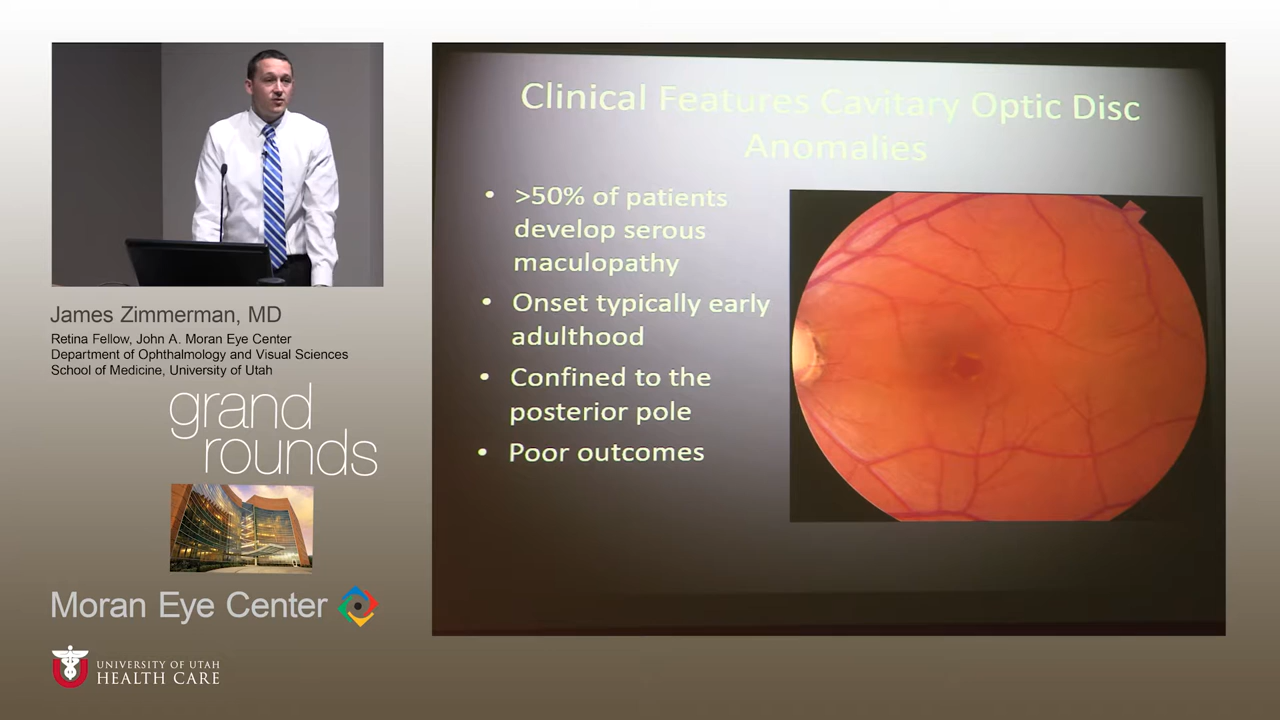 Clinical Features Cavitary Optic Disc
Anomalies
• >50% of patients
develop serous
maculopathy
• Onset typically early
adulthood
• Confined to the
posterior pole
• Poor outcomes
James Zimmerman, MD
Retina Fellow, John A. Moran Eye Center
Department of Ophthalmology and Visual Sciences
School of Medicine, University of Utah
grand
rounds
Moran Eye Center
U
UNIVERSITY OF UTAH
HEALTH CARE